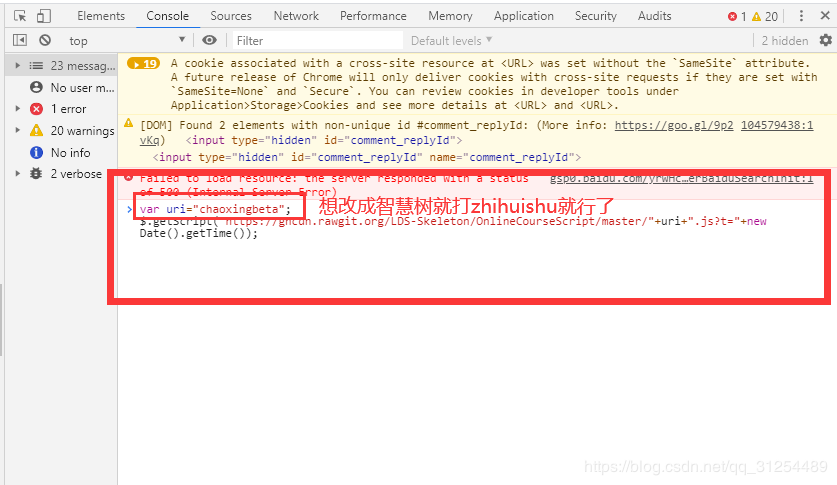 Elements Console Sources Network Performance Memory Application Security Audits 1 20
top Filter Default levels 2 hidden
23 messag...
No user m...
1 error
20 warnings
No info
2 verbose
19 A cookie associated with a cross-site resource at <URL> was set without the `SameSite` attribute.
A future release of Chrome will only deliver cookies with cross-site requests if they are set with
`SameSite=None` and `Secure`. You can review cookies in developer tools under
Application>Storage>Cookies and see more details at <URL> and <URL>.
[DOM] Found 2 elements with non-unique id #comment_replyId: (More info: https://goo.gl/9p2 104579438:1
vKq) <input type="hidden" id="comment_replyId">
<input type="hidden" id="comment_replyId" name="comment_replyId">
Failed to load resource: the server responded with a status
of 500 (Internal Server Error)
var uri="chaoxingbeta";
想改成智慧树就打zhihuishu就行了
$.getScript("https://ghcdn.rawgit.org/LDS-Skeleton/OnlineCourseScript/master/"+uri+".js?t="+new
Date().getTime());
https://blog.csdn.net/qq_31254489